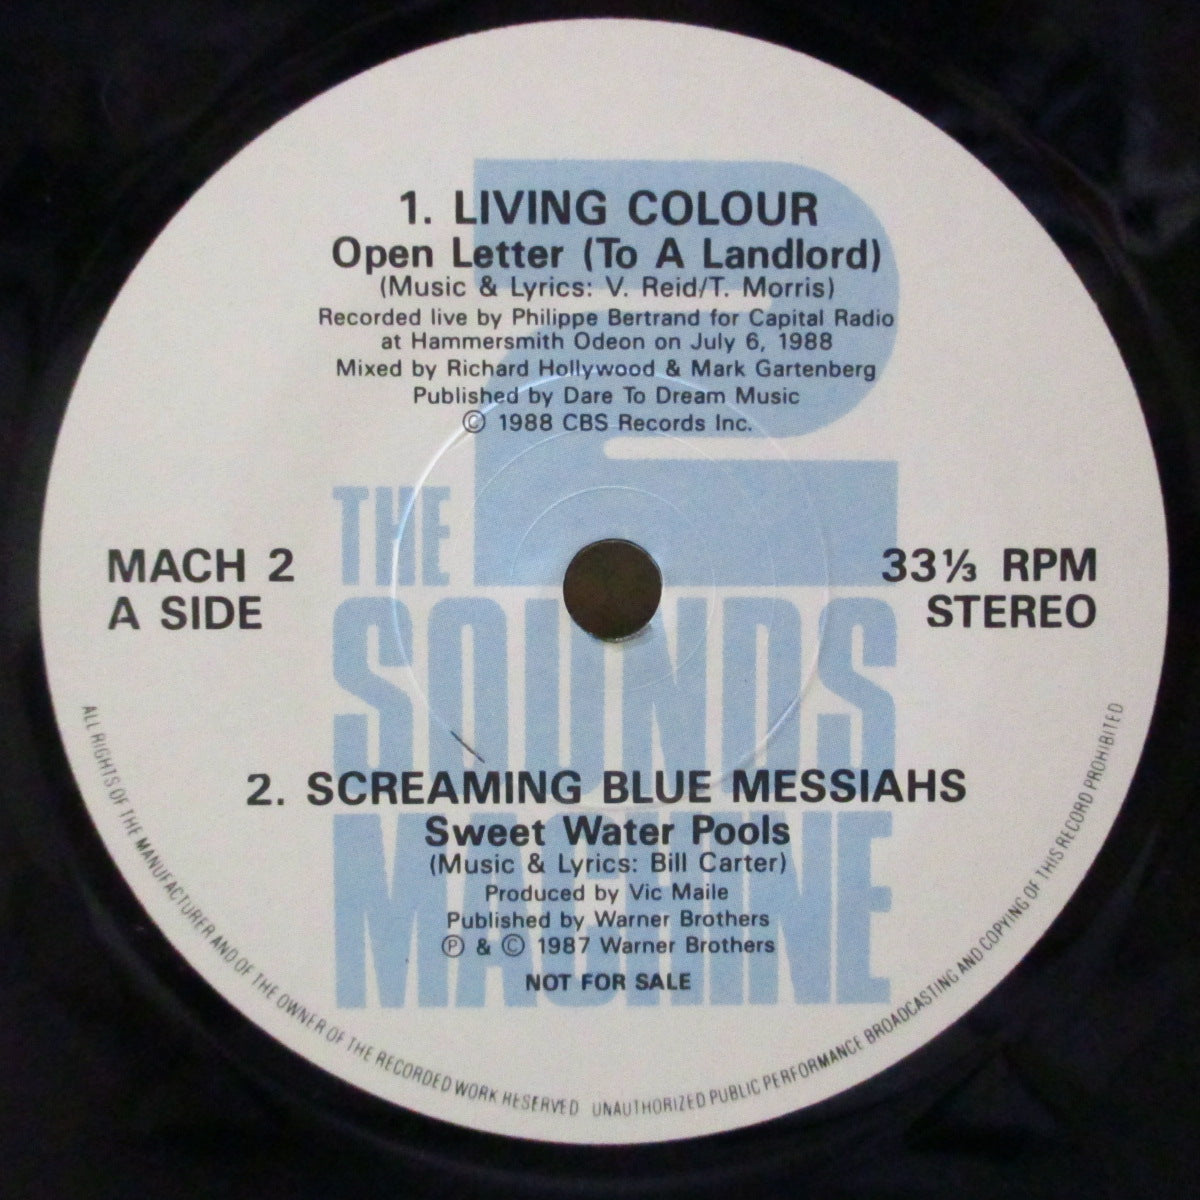 1. LIVING COLOUR
Open Letter (To A Landlord)
(Music & Lyrics: V. Reid/T. Morris)
Recorded live by Philippe Bertrand for Capital Radio
at Hammersmith Odeon on July 6, 1988
Mixed by Richard Hollywood & Mark Gartenberg
Published by Dare To Dream Music
© 1988 CBS Records Inc.
2
THE
SOUNDS
MACHINE
MACH 2
A SIDE
33⅓ RPM
STEREO
2. SCREAMING BLUE MESSIAHS
Sweet Water Pools
(Music & Lyrics: Bill Carter)
Produced by Vic Maile
Published by Warner Brothers
Ⓟ & © 1987 Warner Brothers
NOT FOR SALE
ALL RIGHTS OF THE MANUFACTURER AND OF THE OWNER OF THE RECORDED WORK RESERVED UNAUTHORIZED PUBLIC PERFORMANCE BROADCASTING AND COPYING OF THIS RECORD PROHIBITED